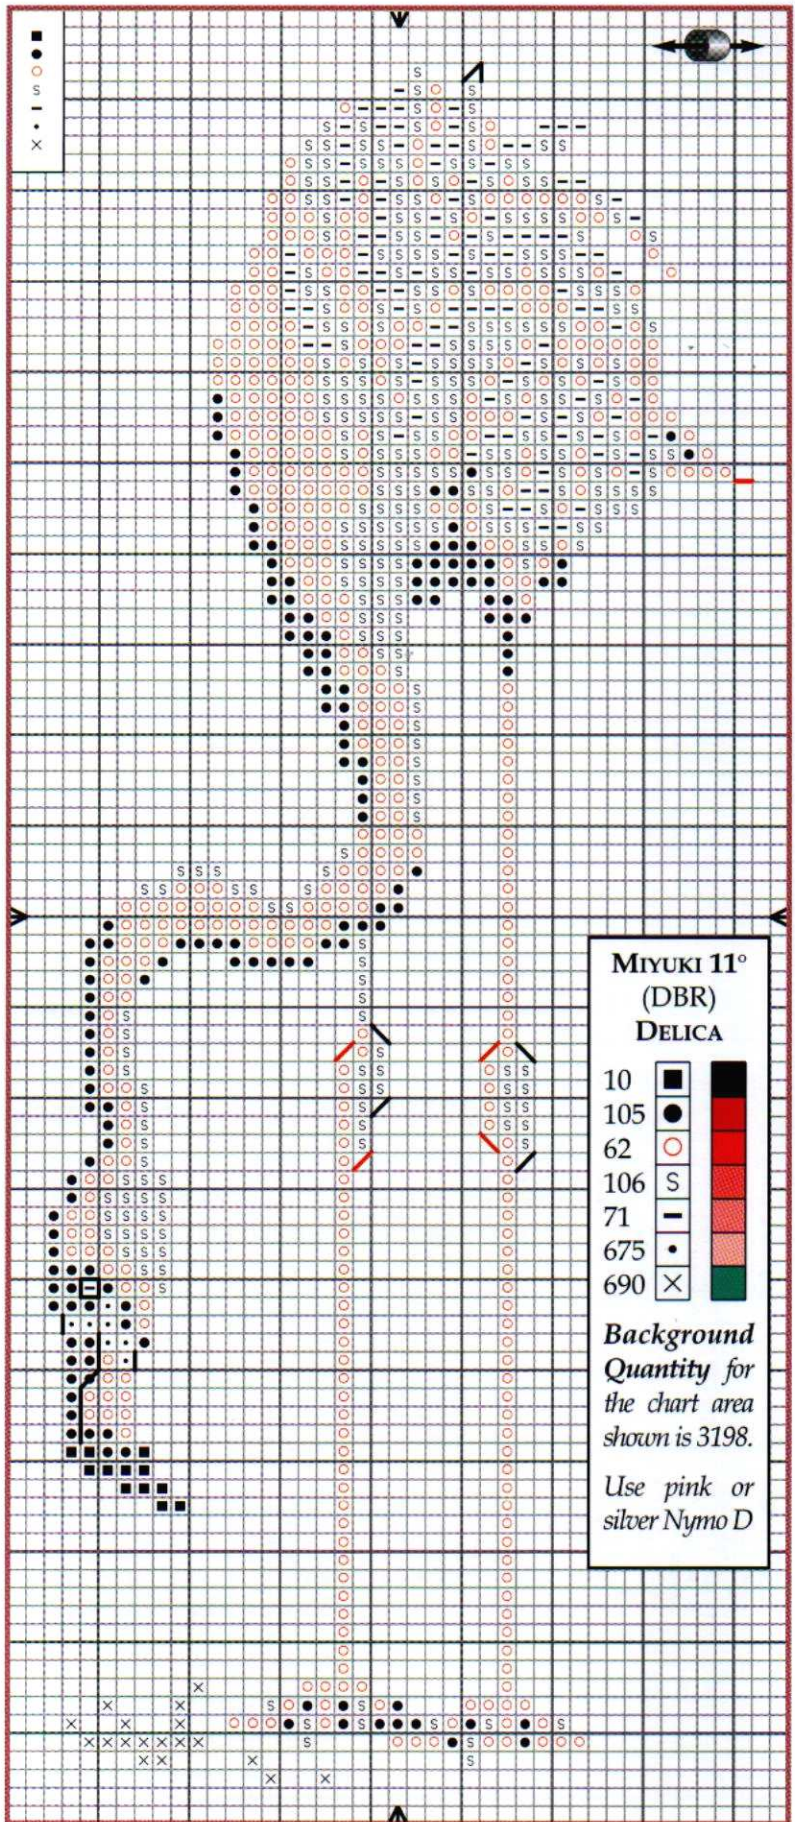 MIYUKI 11°
(DBR)
DELICA
10 ■
105 ●
62 ○
106 S
71 –
675 •
690 ×
Background
Quantity for
the chart area
shown is 3198.
Use pink or
silver Nymo D